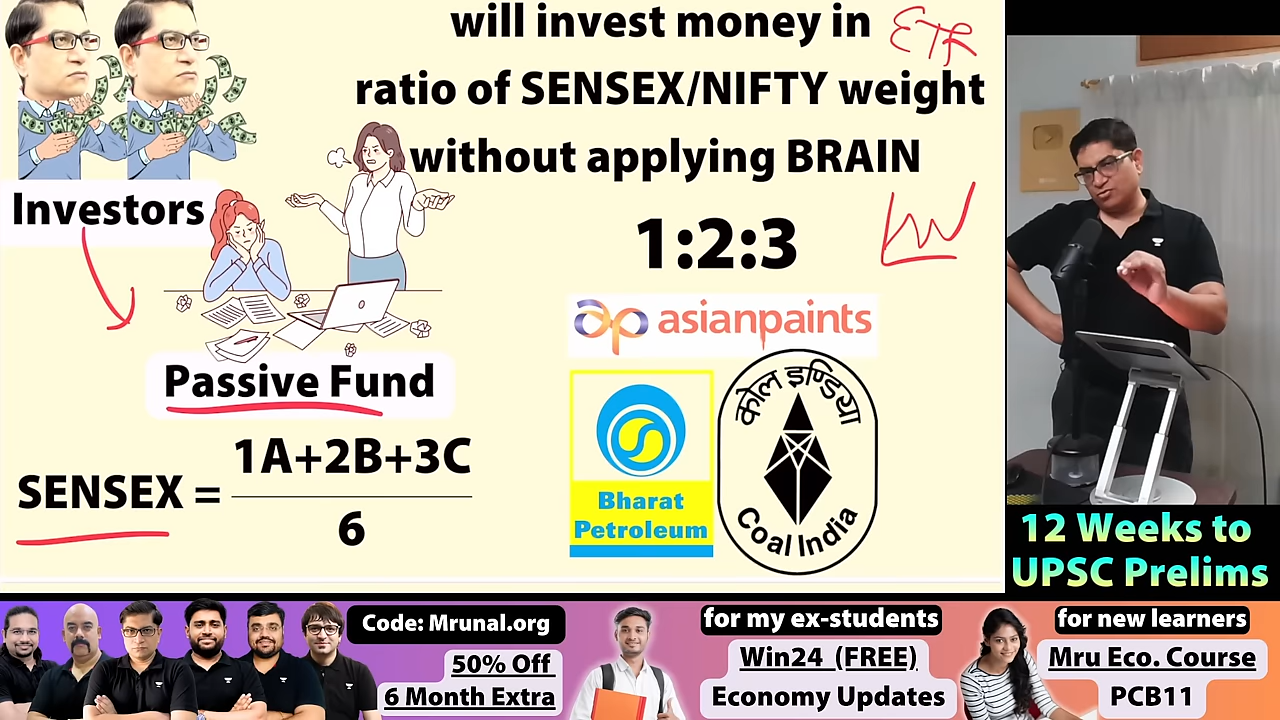 will invest money in ETF
ratio of SENSEX/NIFTY weight
without applying BRAIN
Investors
1:2:3
asianpaints
Passive Fund
SENSEX = 1A+2B+3C
6
Bharat
Petroleum
कोल इण्डिया
Coal India
12 Weeks to
UPSC Prelims
Code: Mrunal.org
50% Off
6 Month Extra
for my ex-students
Win24 (FREE)
Economy Updates
for new learners
Mru Eco. Course
PCB11